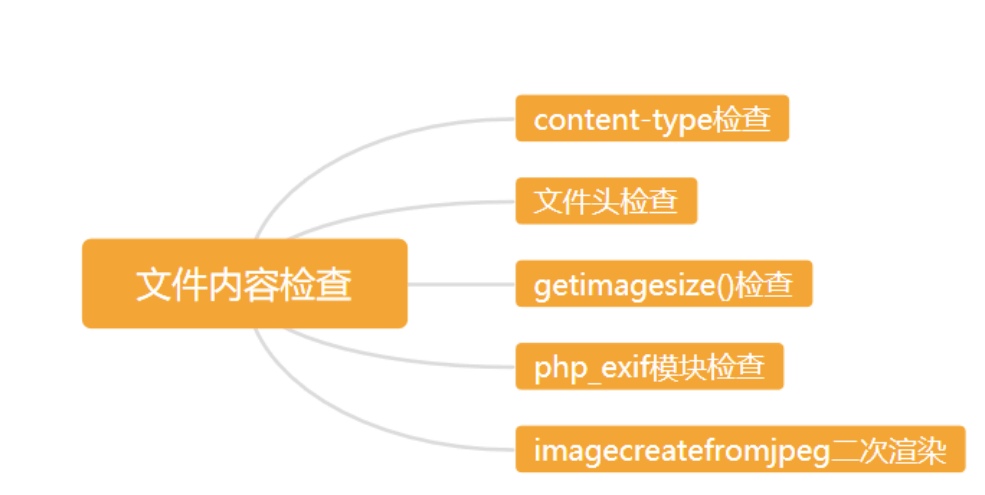 content-type检查
文件头检查
文件内容检查
getimagesize()检查
php_exif模块检查
imagecreatefromjpeg二次渲染